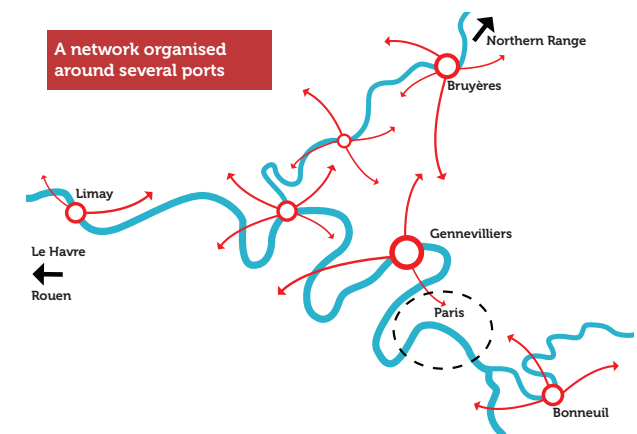 A network organised
around several ports
Northern Range
Bruyères
Limay
Gennevilliers
Le Havre
Rouen
Paris
Bonneuil